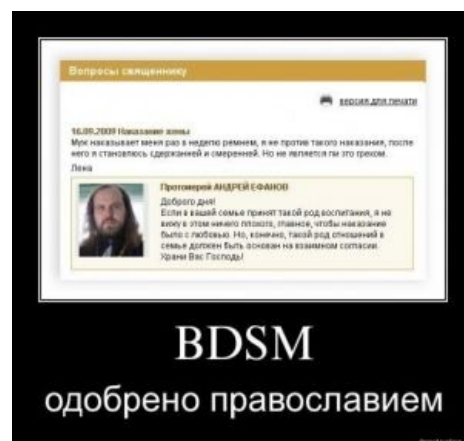 Вопросы священнику
версия для печати
16.09.2009 Наказание жены
Муж наказывает меня раз в неделю ремнем, я не против такого наказания, после
него я становлюсь сдержанней и смиренней. Но не является ли это грехом.
Лена
Протоиерей АНДРЕЙ ЕФАНОВ
Доброго дня!
Если в вашей семье принят такой род воспитания, я не
вижу в этом ничего плохого, главное, чтобы наказание
было с любовью. Но, конечно, такой род отношений в
семье должен быть основан на взаимном согласии.
Храни Вас Господь!
BDSM
одобрено православием